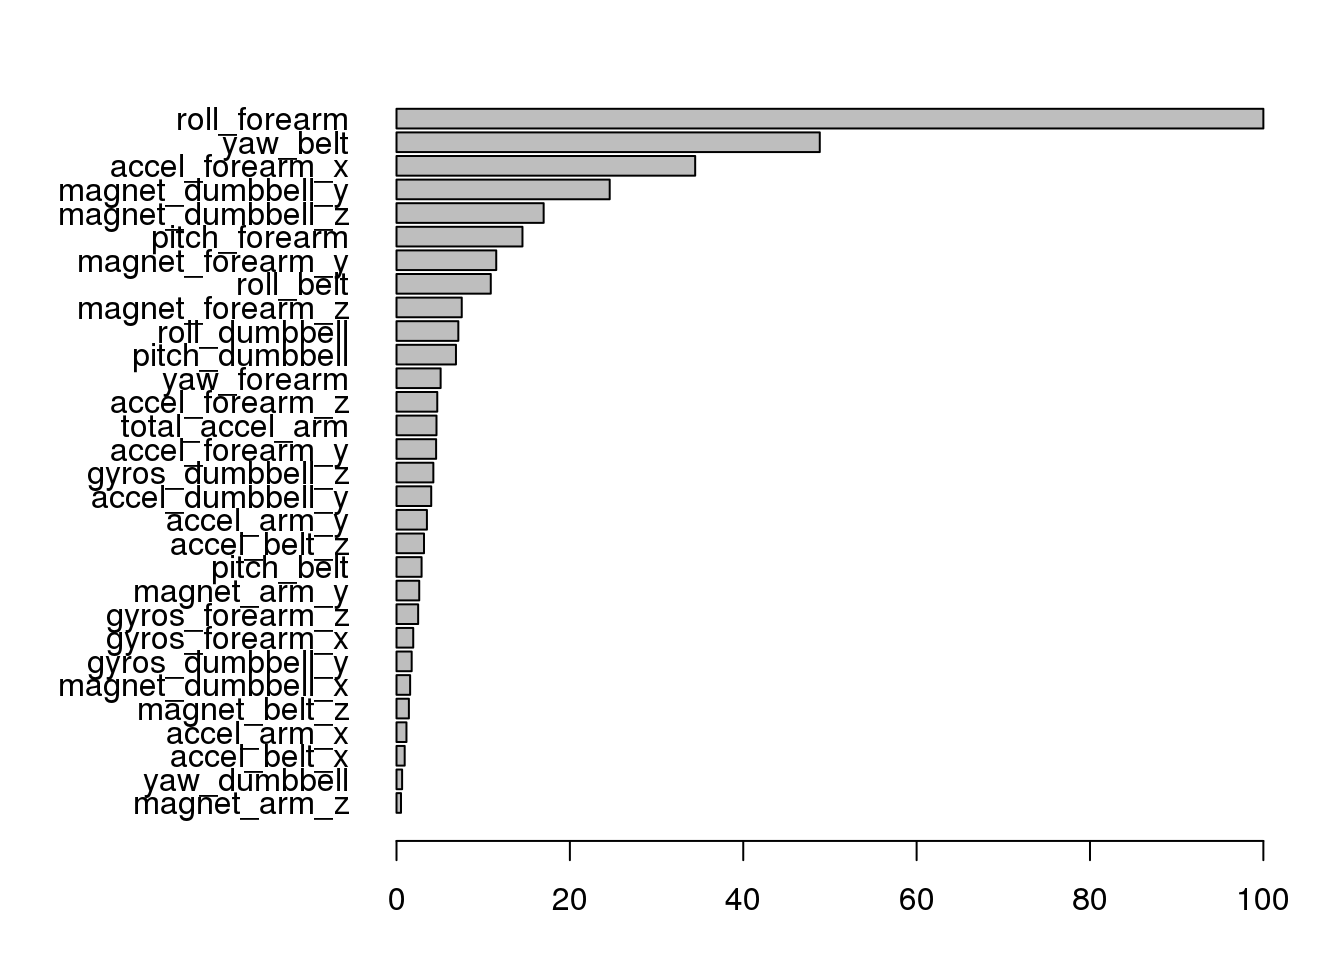 roll_forearm
yaw_belt
accel_forearm_x
magnet_dumbbell_y
magnet_dumbbell_z
pitch_forearm
magnet_forearm_y
roll_belt
magnet_forearm_z
roll_dumbbell
pitch_dumbbell
yaw_forearm
accel_forearm_z
total_accel_arm
accel_forearm_y
gyros_dumbbell_z
accel_dumbbell_y
accel_arm_y
accel_belt_z
pitch_belt
magnet_arm_y
gyros_forearm_z
gyros_forearm_x
gyros_dumbbell_y
magnet_dumbbell_x
magnet_belt_z
accel_arm_x
accel_belt_x
yaw_dumbbell
magnet_arm_z
0 20 40 60 80 100